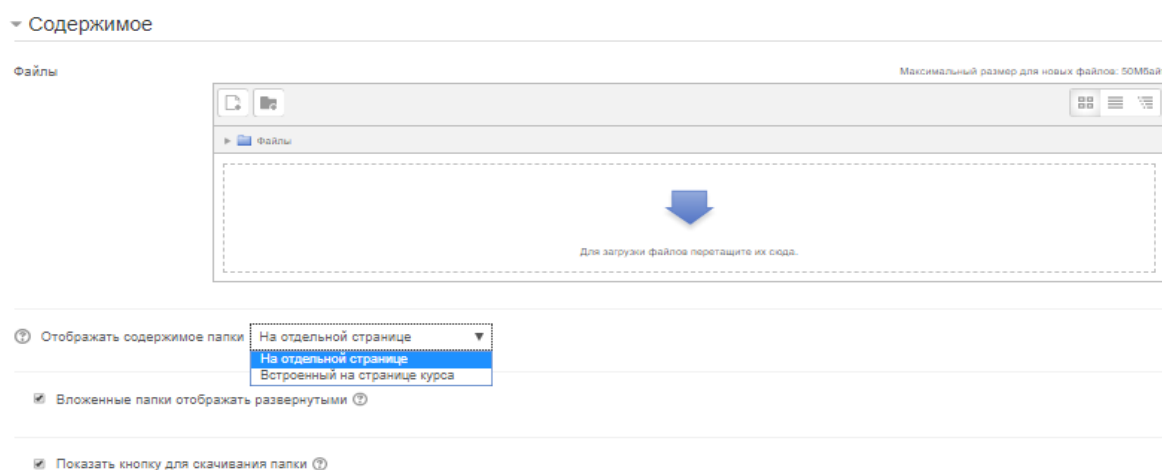 Содержимое
Файлы
Максимальный размер для новых файлов: 50Мбай
Файлы
Для загрузки файлов перетащите их сюда.
Отображать содержимое папки На отдельной странице
На отдельной странице
Встроенный на странице курса
Вложенные папки отображать развернутыми
Показать кнопку для скачивания папки